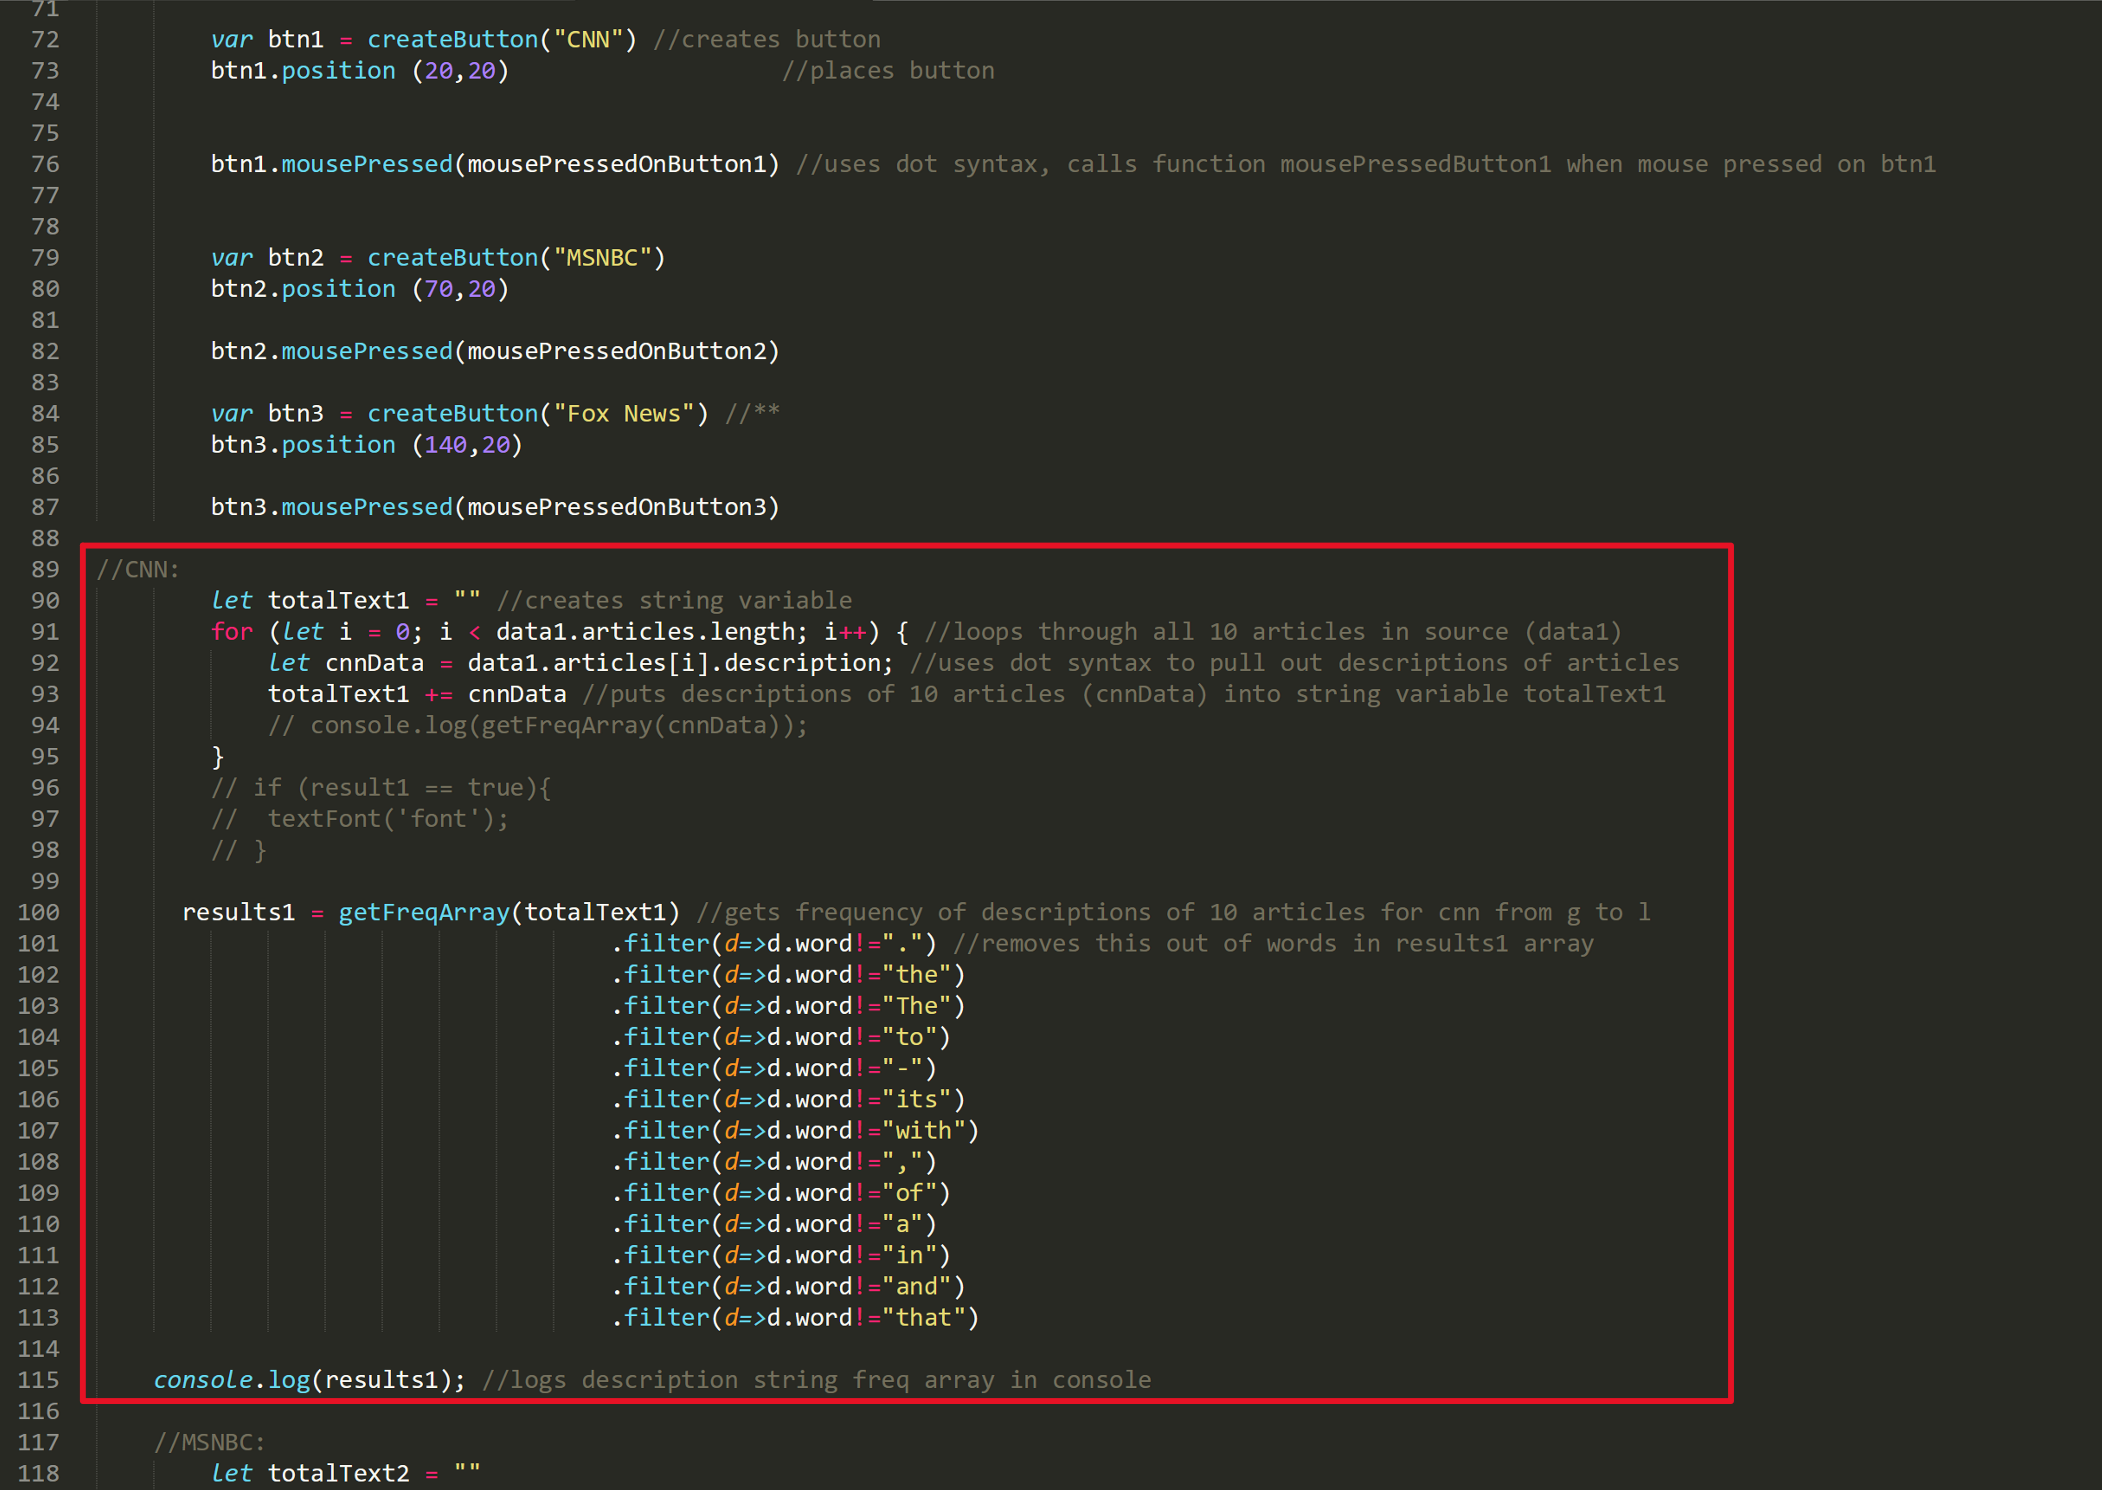 71
72 var btn1 = createButton("CNN") //creates button
73 btn1.position (20,20) //places button
74
75
76 btn1.mousePressed(mousePressedOnButton1) //uses dot syntax, calls function mousePressedButton1 when mouse pressed on btn1
77
78
79 var btn2 = createButton("MSNBC")
80 btn2.position (70,20)
81
82 btn2.mousePressed(mousePressedOnButton2)
83
84 var btn3 = createButton("Fox News") //**
85 btn3.position (140,20)
86
87 btn3.mousePressed(mousePressedOnButton3)
88
89 //CNN:
90 let totalText1 = "" //creates string variable
91 for (let i = 0; i < data1.articles.length; i++) { //loops through all 10 articles in source (data1)
92 let cnnData = data1.articles[i].description; //uses dot syntax to pull out descriptions of articles
93 totalText1 += cnnData //puts descriptions of 10 articles (cnnData) into string variable totalText1
94 // console.log(getFreqArray(cnnData));
95 }
96 // if (result1 == true){
97 // textFont('font');
98 // }
99
100 results1 = getFreqArray(totalText1) //gets frequency of descriptions of 10 articles for cnn from g to l
101 .filter(d=>d.word!=".") //removes this out of words in results1 array
102 .filter(d=>d.word!="the")
103 .filter(d=>d.word!="The")
104 .filter(d=>d.word!="to")
105 .filter(d=>d.word!="-")
106 .filter(d=>d.word!="its")
107 .filter(d=>d.word!="with")
108 .filter(d=>d.word!=",")
109 .filter(d=>d.word!="of")
110 .filter(d=>d.word!="a")
111 .filter(d=>d.word!="in")
112 .filter(d=>d.word!="and")
113 .filter(d=>d.word!="that")
114
115 console.log(results1); //logs description string freq array in console
116
117 //MSNBC:
118 let totalText2 = ""